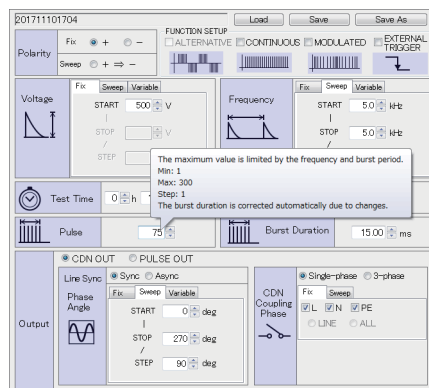 201711101704 Load Save Save As
FUNCTION SETUP
Polarity Fix + -
Sweep + ⇒ -
ALTERNATIVE CONTINUOUS MODULATED EXTERNAL TRIGGER
Voltage
Fix Sweep Variable
START 500 V
|
STOP V
/
STEP
Frequency
Fix Sweep Variable
START 5.0 kHz
|
STOP 5.0 kHz
/
The maximum value is limited by the frequency and burst period.
Min: 1
Max: 300
Step: 1
The burst duration is corrected automatically due to changes.
Test Time 0 h
Pulse 75
Burst Duration 15.00 ms
Output
CDN OUT PULSE OUT
Line Sync Sync Async
Phase Angle
Fix Sweep Variable
START 0 deg
|
STOP 270 deg
/
STEP 90 deg
CDN Coupling Phase
Single-phase 3-phase
Fix Sweep
L N PE
LINE ALL